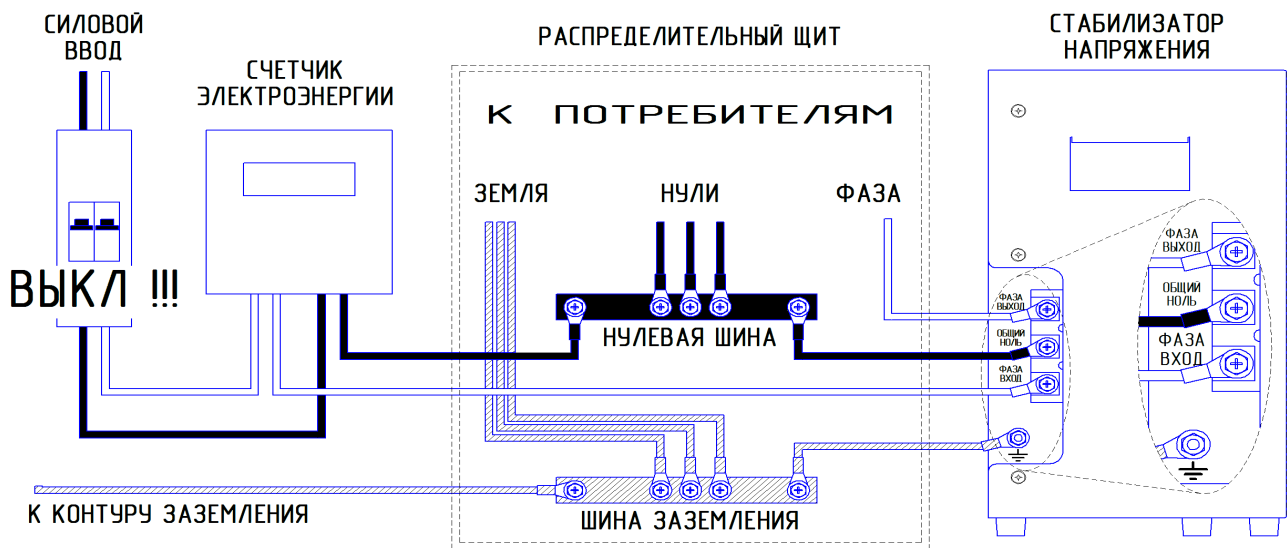 СИЛОВОЙ
ВВОД
СЧЕТЧИК
ЭЛЕКТРОЭНЕРГИИ
РАСПРЕДЕЛИТЕЛЬНЫЙ ЩИТ
СТАБИЛИЗАТОР
НАПРЯЖЕНИЯ
К ПОТРЕБИТЕЛЯМ
ЗЕМЛЯ
НУЛИ
ФАЗА
ВЫКЛ !!!
НУЛЕВАЯ ШИНА
ФАЗА
ВЫХОД
ОБЩИЙ
НОЛЬ
ФАЗА
ВХОД
ФАЗА
ВЫХОД
ОБЩИЙ
НОЛЬ
ФАЗА
ВХОД
К КОНТУРУ ЗАЗЕМЛЕНИЯ
ШИНА ЗАЗЕМЛЕНИЯ